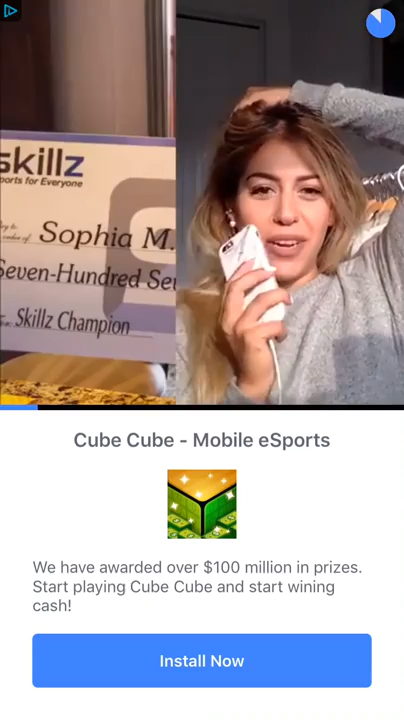 skillz
ports for Everyone
Sophia M.
Seven-Hundred Sev
Skillz Champion
Cube Cube - Mobile eSports
We have awarded over $100 million in prizes.
Start playing Cube Cube and start wining
cash!
Install Now